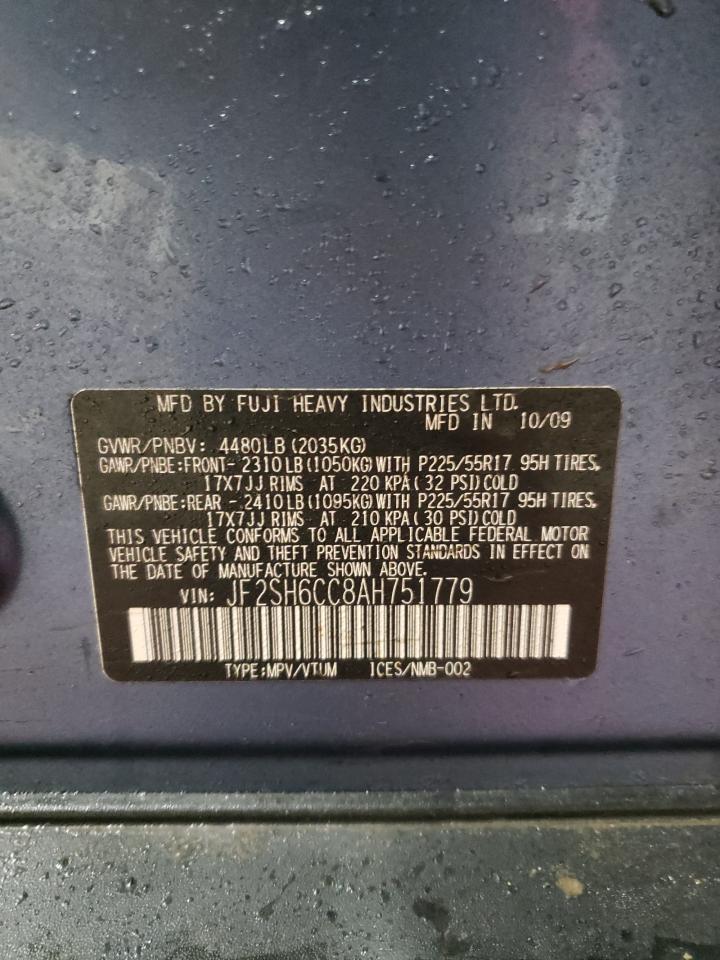 MFD BY FUJI HEAVY INDUSTRIES LTD.
MFD IN 10/09
GVWR/PNBV: 4480LB(2035KG)
GAWR/PNBE:FRONT- 2310LB(1050KG)WITH P225/55R17 95H TIRES,
17X7JJ RIMS AT 220 KPA(32 PSI)COLD
GAWR/PNBE:REAR - 2410LB(1095KG)WITH P225/55R17 95H TIRES,
17X7JJ RIMS AT 210 KPA(30 PSI)COLD
THIS VEHICLE CONFORMS TO ALL APPLICABLE FEDERAL MOTOR
VEHICLE SAFETY AND THEFT PREVENTION STANDARDS IN EFFECT ON
THE DATE OF MANUFACTURE SHOWN ABOVE.
VIN: JF2SH6CC8AH751779
TYPE:MPV/VTUM ICES/NMB-002